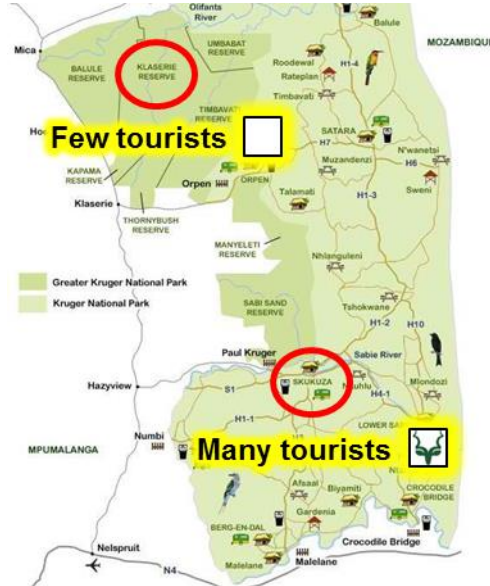 Olifants
River
Balule
Mica
UMBABAT
RESERVE
MOZAMBIQUE
BALULE
RESERVE
KLASERIE
RESERVE
Roodewal
Rateplan
H1-4
TIMBAVATI
Timbavati
Few tourists
SATARA
H7
N'wanetsi
Muzandenzi
H6
KAPAMA
RESERVE
Orpen
ORPEN
Sweni
Klaserie
Talamati
H1-3
THORNYBUSH
RESERVE
MANYELETI
RESERVE
Nhlanguleni
Greater Kruger National Park
Kruger National Park
SABI SAND
RESERVE
Tshokwane
H1-2
H10
Paul Kruger
Sabie River
SKUKUZA
Mlondozi
Hazyview
S1
H4-1
H1-1
LOWER
Numbi
MPUMALANGA
Many tourists
Afsaal
Biyamiti
CROCODILE
BRIDGE
Gardenia
BERG-EN-DAL
Crocodile Bridge
Nelspruit
Malelane
Malelane
N4